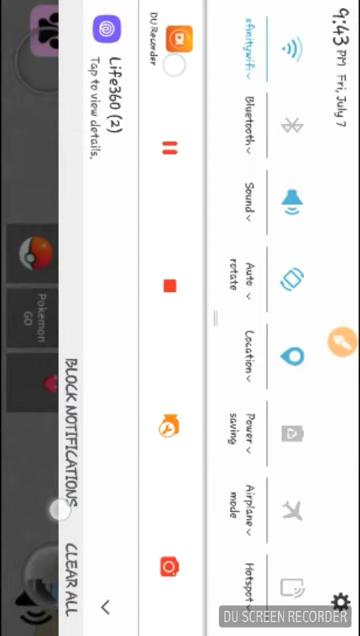 9:43 PM Fri, July 7
xfinitywifi
Bluetooth
Sound
Auto
rotate
Location
Power
saving
Airplane
mode
Hotspot
DU Recorder
Life360 (2)
Tap to view details.
BLOCK NOTIFICATIONS
CLEAR ALL
Pokemon
GO
DU SCREEN RECORDER